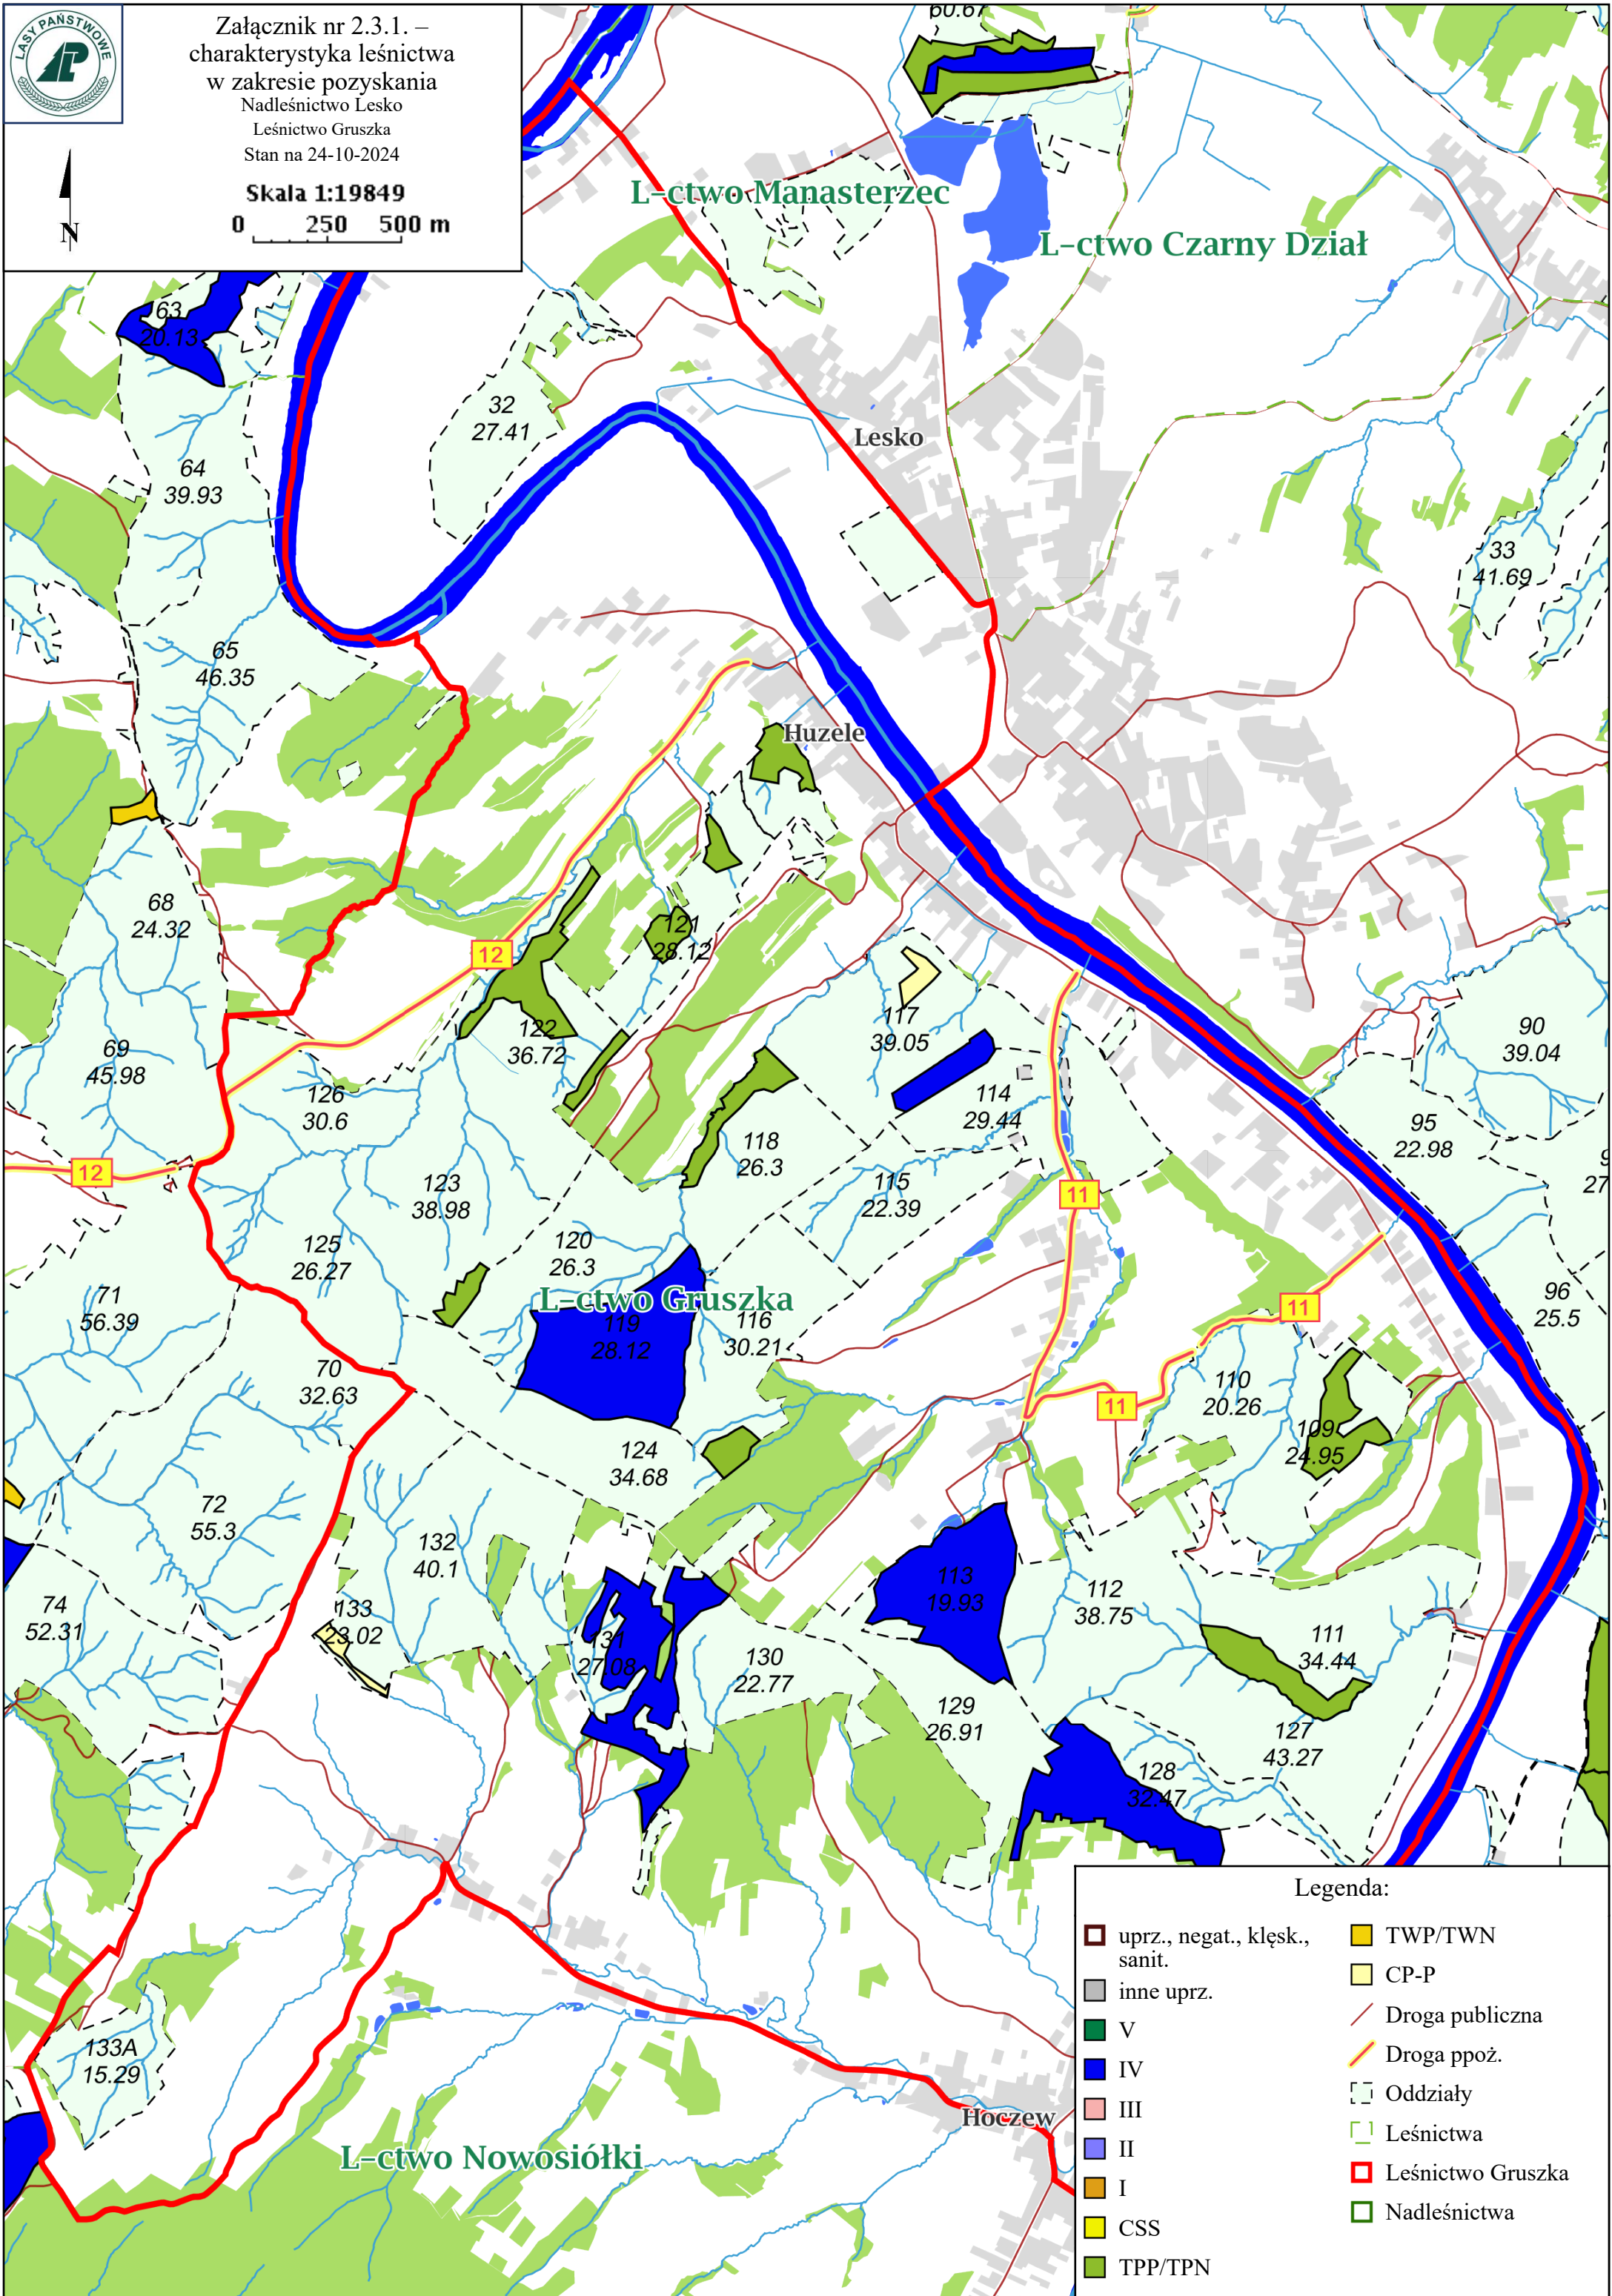 LASY PAŃSTWOWE
Załącznik nr 2.3.1. –
charakterystyka leśnictwa
w zakresie pozyskania
Nadleśnictwo Lesko
Leśnictwo Gruszka
Stan na 24-10-2024
Skala 1:19849
0 250 500 m
N
60.67
L-ctwo Manasterzec
L-ctwo Czarny Dział
63
20.13
32
27.41
Lesko
64
39.93
33
41.69
65
46.35
Huzele
68
24.32
121
28.12
12
117
39.05
122
36.72
90
39.04
69
45.98
126
30.6
114
29.44
95
22.98
118
26.3
12
123
38.98
115
22.39
11
27
125
26.27
120
26.3
L-ctwo Gruszka
71
56.39
119
28.12
116
30.21
11
96
25.5
70
32.63
110
20.26
11
109
24.95
124
34.68
72
55.3
132
40.1
113
19.93
112
38.75
74
52.31
133
23.02
131
27.08
130
22.77
111
34.44
129
26.91
127
43.27
128
32.47
133A
15.29
Hoczew
L-ctwo Nowosiółki
Legenda:
uprz., negat., klęsk.,
sanit.
inne uprz.
V
IV
III
II
I
CSS
TPP/TPN
TWP/TWN
CP-P
Droga publiczna
Droga ppoż.
Oddziały
Leśnictwa
Leśnictwo Gruszka
Nadleśnictwa